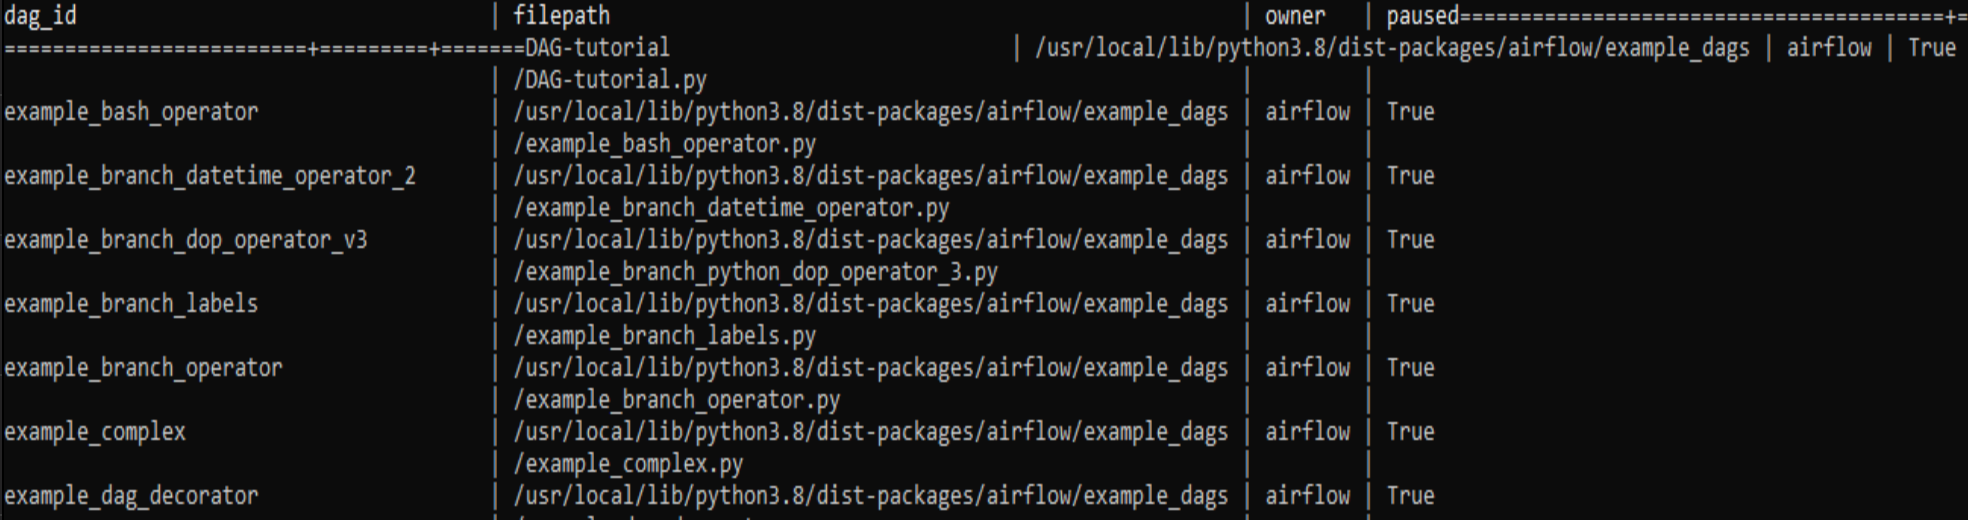 dag_id | filepath | owner | paused========================================+=
=========================+=========+=======DAG-tutorial | /usr/local/lib/python3.8/dist-packages/airflow/example_dags | airflow | True
| /DAG-tutorial.py | |
example_bash_operator | /usr/local/lib/python3.8/dist-packages/airflow/example_dags | airflow | True
| /example_bash_operator.py | |
example_branch_datetime_operator_2 | /usr/local/lib/python3.8/dist-packages/airflow/example_dags | airflow | True
| /example_branch_datetime_operator.py | |
example_branch_dop_operator_v3 | /usr/local/lib/python3.8/dist-packages/airflow/example_dags | airflow | True
| /example_branch_python_dop_operator_3.py | |
example_branch_labels | /usr/local/lib/python3.8/dist-packages/airflow/example_dags | airflow | True
| /example_branch_labels.py | |
example_branch_operator | /usr/local/lib/python3.8/dist-packages/airflow/example_dags | airflow | True
| /example_branch_operator.py | |
example_complex | /usr/local/lib/python3.8/dist-packages/airflow/example_dags | airflow | True
| /example_complex.py | |
example_dag_decorator | /usr/local/lib/python3.8/dist-packages/airflow/example_dags | airflow | True